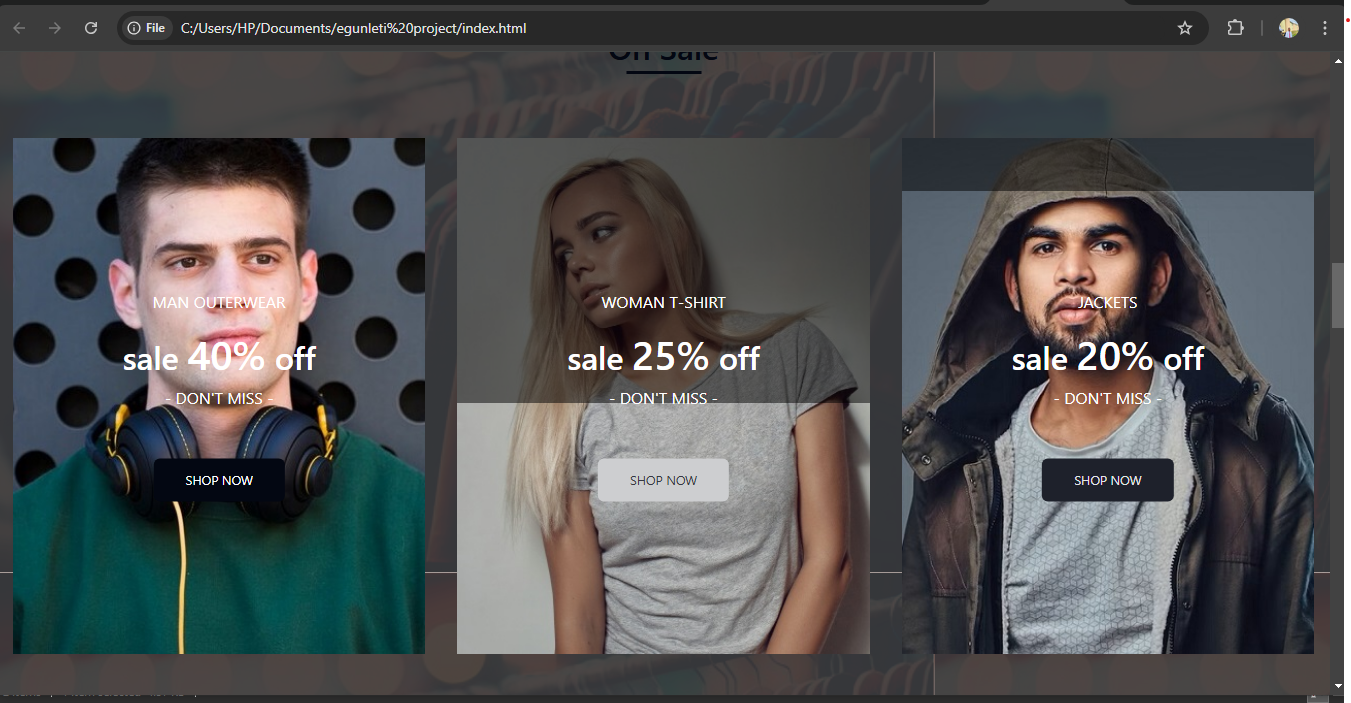 File C:/Users/HP/Documents/egunleti%20project/index.html
On Sale
MAN OUTERWEAR
sale 40% off
- DON'T MISS -
SHOP NOW
WOMAN T-SHIRT
sale 25% off
- DON'T MISS -
SHOP NOW
JACKETS
sale 20% off
- DON'T MISS -
SHOP NOW